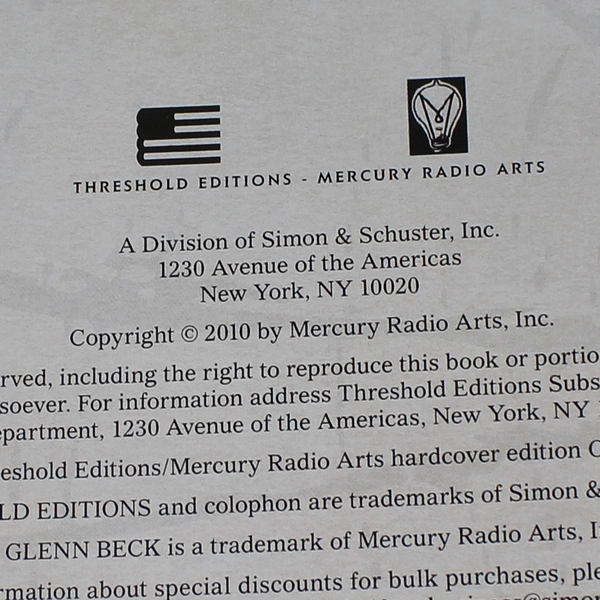 THRESHOLD EDITIONS - MERCURY RADIO ARTS
A Division of Simon & Schuster, Inc.
1230 Avenue of the Americas
New York, NY 10020
Copyright © 2010 by Mercury Radio Arts, Inc.
rved, including the right to reproduce this book or portio
soever. For information address Threshold Editions Subs
epartment, 1230 Avenue of the Americas, New York, NY
eshold Editions/Mercury Radio Arts hardcover edition O
LD EDITIONS and colophon are trademarks of Simon &
GLENN BECK is a trademark of Mercury Radio Arts, I
rmation about special discounts for bulk purchases, ple